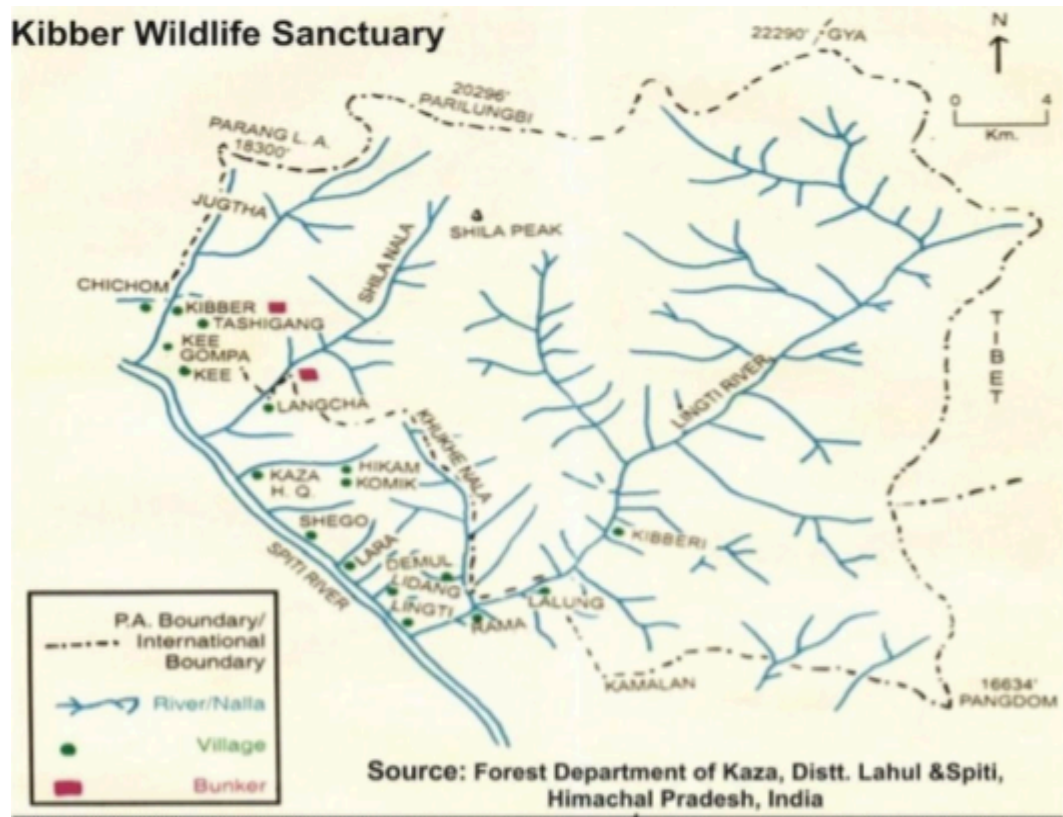 Kibber Wildlife Sanctuary
22290' GYA
N
20296'
PARILUNGBI
0 4
Km.
PARANG L. A.
18300'
JUGTHA
SHILA NALA
SHILA PEAK
CHICHOM
KIBBER
TASHIGANG
TIBET
KEE
GOMPA
KEE
LINGTI RIVER
LANGCHA
KHUKHE NALA
HIKAM
KAZA
H. Q.
KOMIK
SHEGO
LARA
KIBBERI
SPITI RIVER
DEMUL
LIDANG
LINGTI
LALUNG
RAMA
KAMALAN
16634'
PANGDOM
P.A. Boundary/
International
Boundary
River/Nalla
Village
Bunker
Source: Forest Department of Kaza, Distt. Lahul &Spiti,
Himachal Pradesh, India